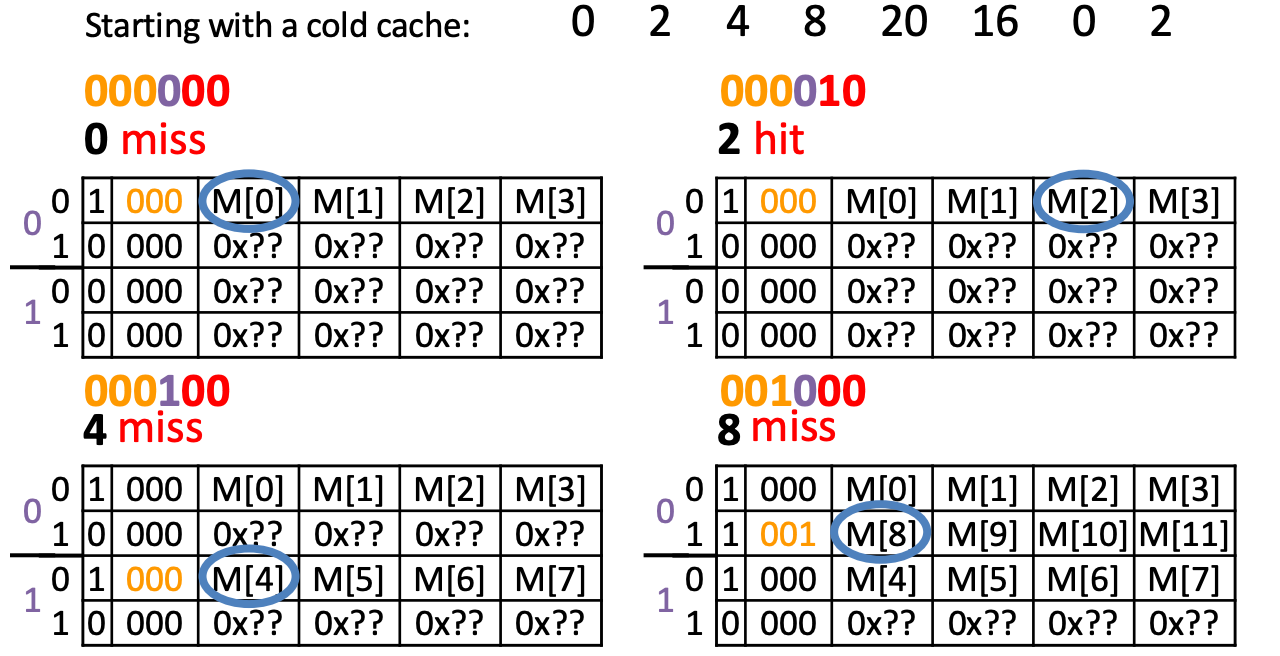 Starting with a cold cache: 0 2 4 8 20 16 0 2
000000
0 miss
0 0 1 000 M[0] M[1] M[2] M[3]
1 0 000 0x?? 0x?? 0x?? 0x??
1 0 0 000 0x?? 0x?? 0x?? 0x??
1 0 000 0x?? 0x?? 0x?? 0x??
000010
2 hit
0 0 1 000 M[0] M[1] M[2] M[3]
1 0 000 0x?? 0x?? 0x?? 0x??
1 0 0 000 0x?? 0x?? 0x?? 0x??
1 0 000 0x?? 0x?? 0x?? 0x??
000100
4 miss
0 0 1 000 M[0] M[1] M[2] M[3]
1 0 000 0x?? 0x?? 0x?? 0x??
1 0 1 000 M[4] M[5] M[6] M[7]
1 0 000 0x?? 0x?? 0x?? 0x??
001000
8 miss
0 0 1 000 M[0] M[1] M[2] M[3]
1 1 001 M[8] M[9] M[10] M[11]
1 0 1 000 M[4] M[5] M[6] M[7]
1 0 000 0x?? 0x?? 0x?? 0x??